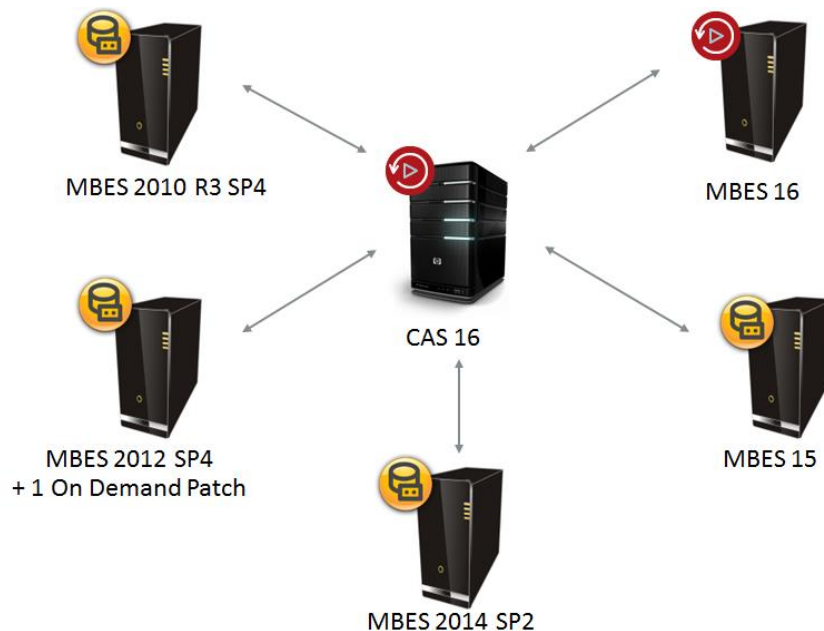 MBES 2010 R3 SP4
MBES 16
CAS 16
MBES 2012 SP4
+ 1 On Demand Patch
MBES 15
MBES 2014 SP2